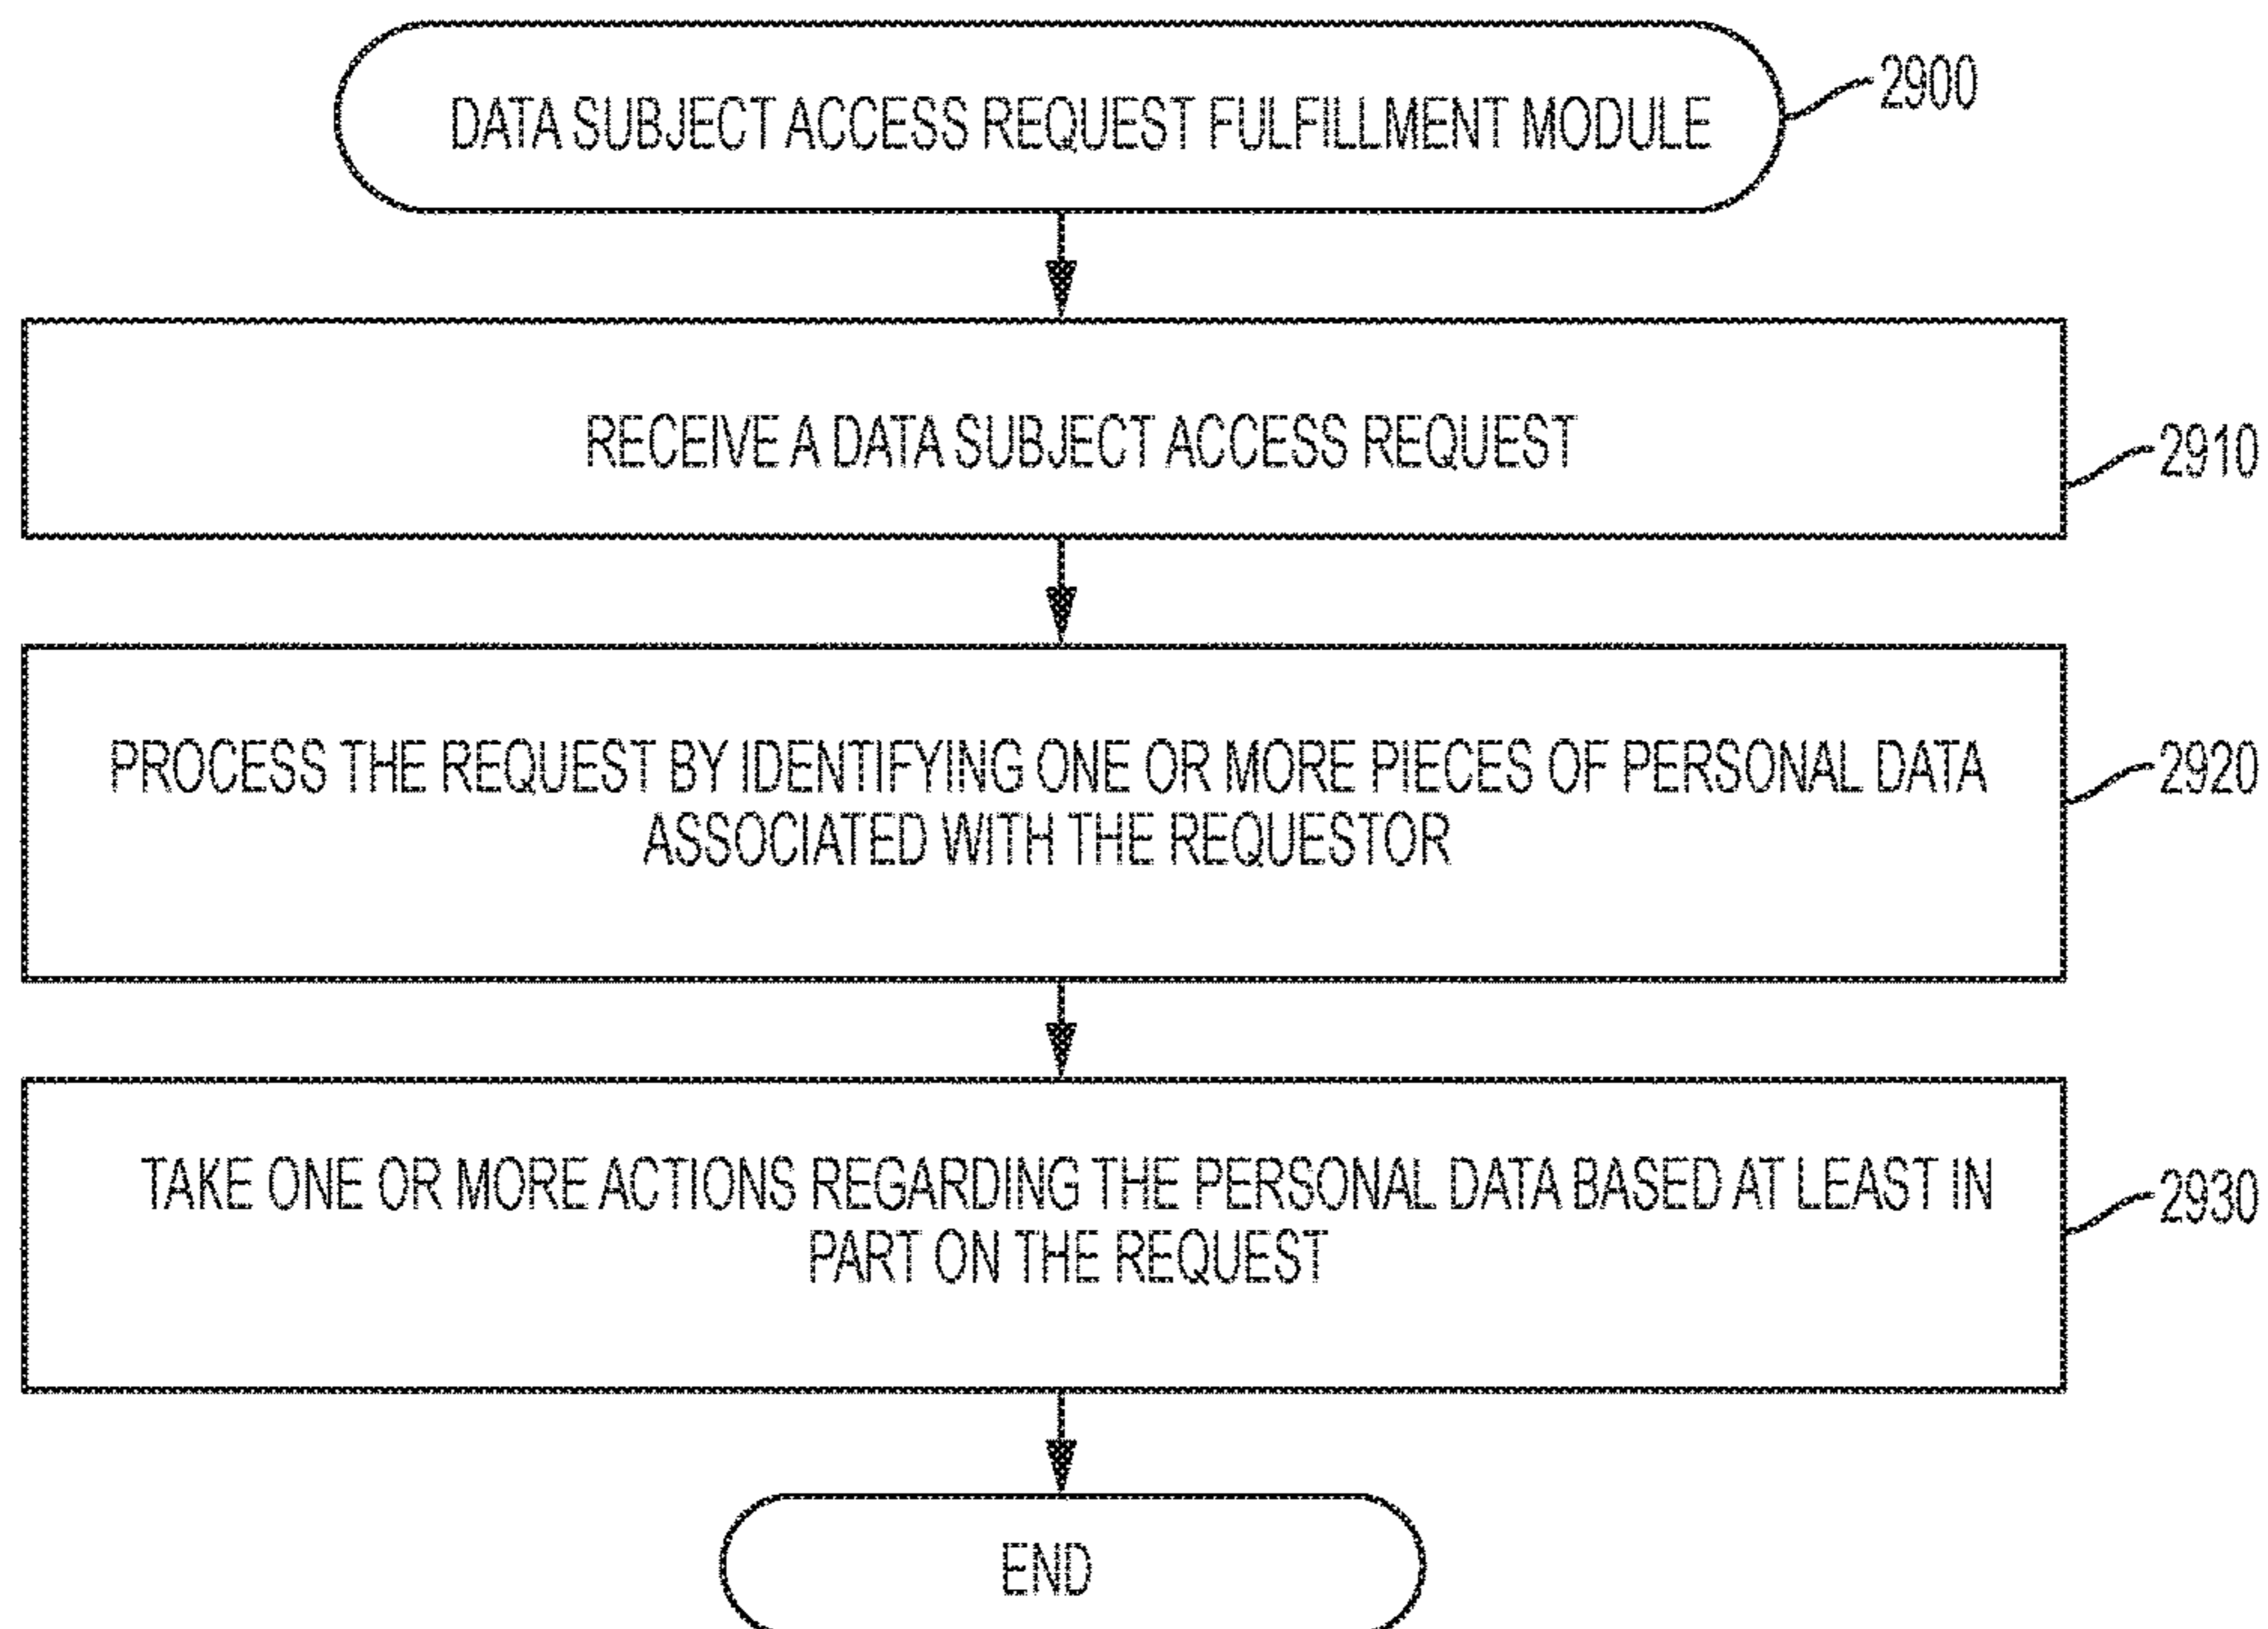 DATA SUBJECT ACCESS REQUEST FULFILLMENT MODULE
2900
RECEIVE A DATA SUBJECT ACCESS REQUEST
2910
PROCESS THE REQUEST BY IDENTIFYING ONE OR MORE PIECES OF PERSONAL DATA
ASSOCIATED WITH THE REQUESTOR
2920
TAKE ONE OR MORE ACTIONS REGARDING THE PERSONAL DATA BASED AT LEAST IN
PART ON THE REQUEST
2930
END